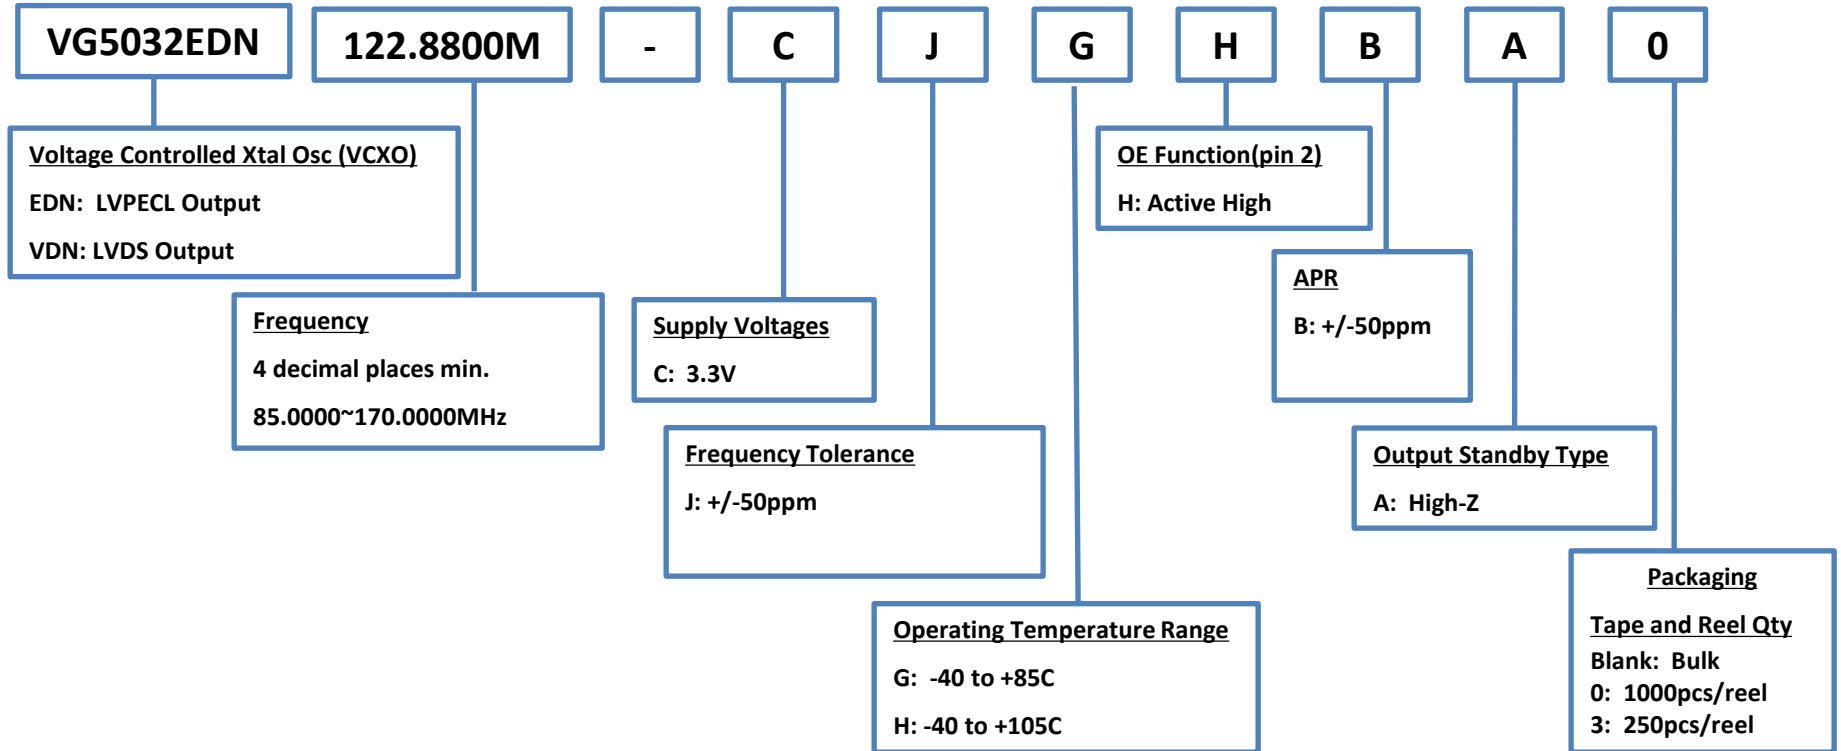 VG5032EDN 122.8800M - C J G H B A 0
Voltage Controlled Xtal Osc (VCXO)
EDN: LVPECL Output
VDN: LVDS Output
Frequency
4 decimal places min.
85.0000~170.0000MHz
Supply Voltages
C: 3.3V
Frequency Tolerance
J: +/-50ppm
Operating Temperature Range
G: -40 to +85C
H: -40 to +105C
OE Function(pin 2)
H: Active High
APR
B: +/-50ppm
Output Standby Type
A: High-Z
Packaging
Tape and Reel Qty
Blank: Bulk
0: 1000pcs/reel
3: 250pcs/reel